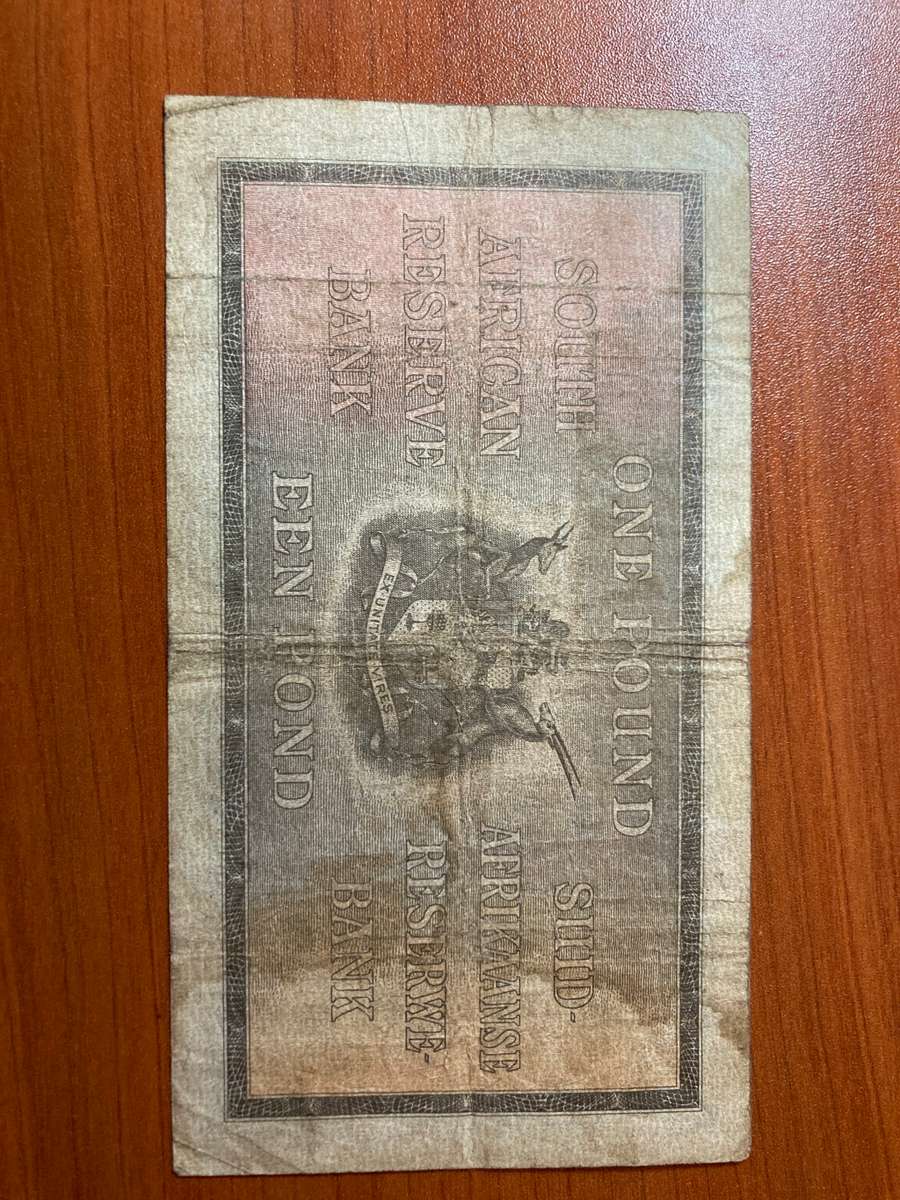 ONE POUND
SOUTH
AFRICAN
RESERVE
BANK
EX UNITATE VIRES
SUID-
AFRIKAANSE
RESERWE-
BANK
EEN POND